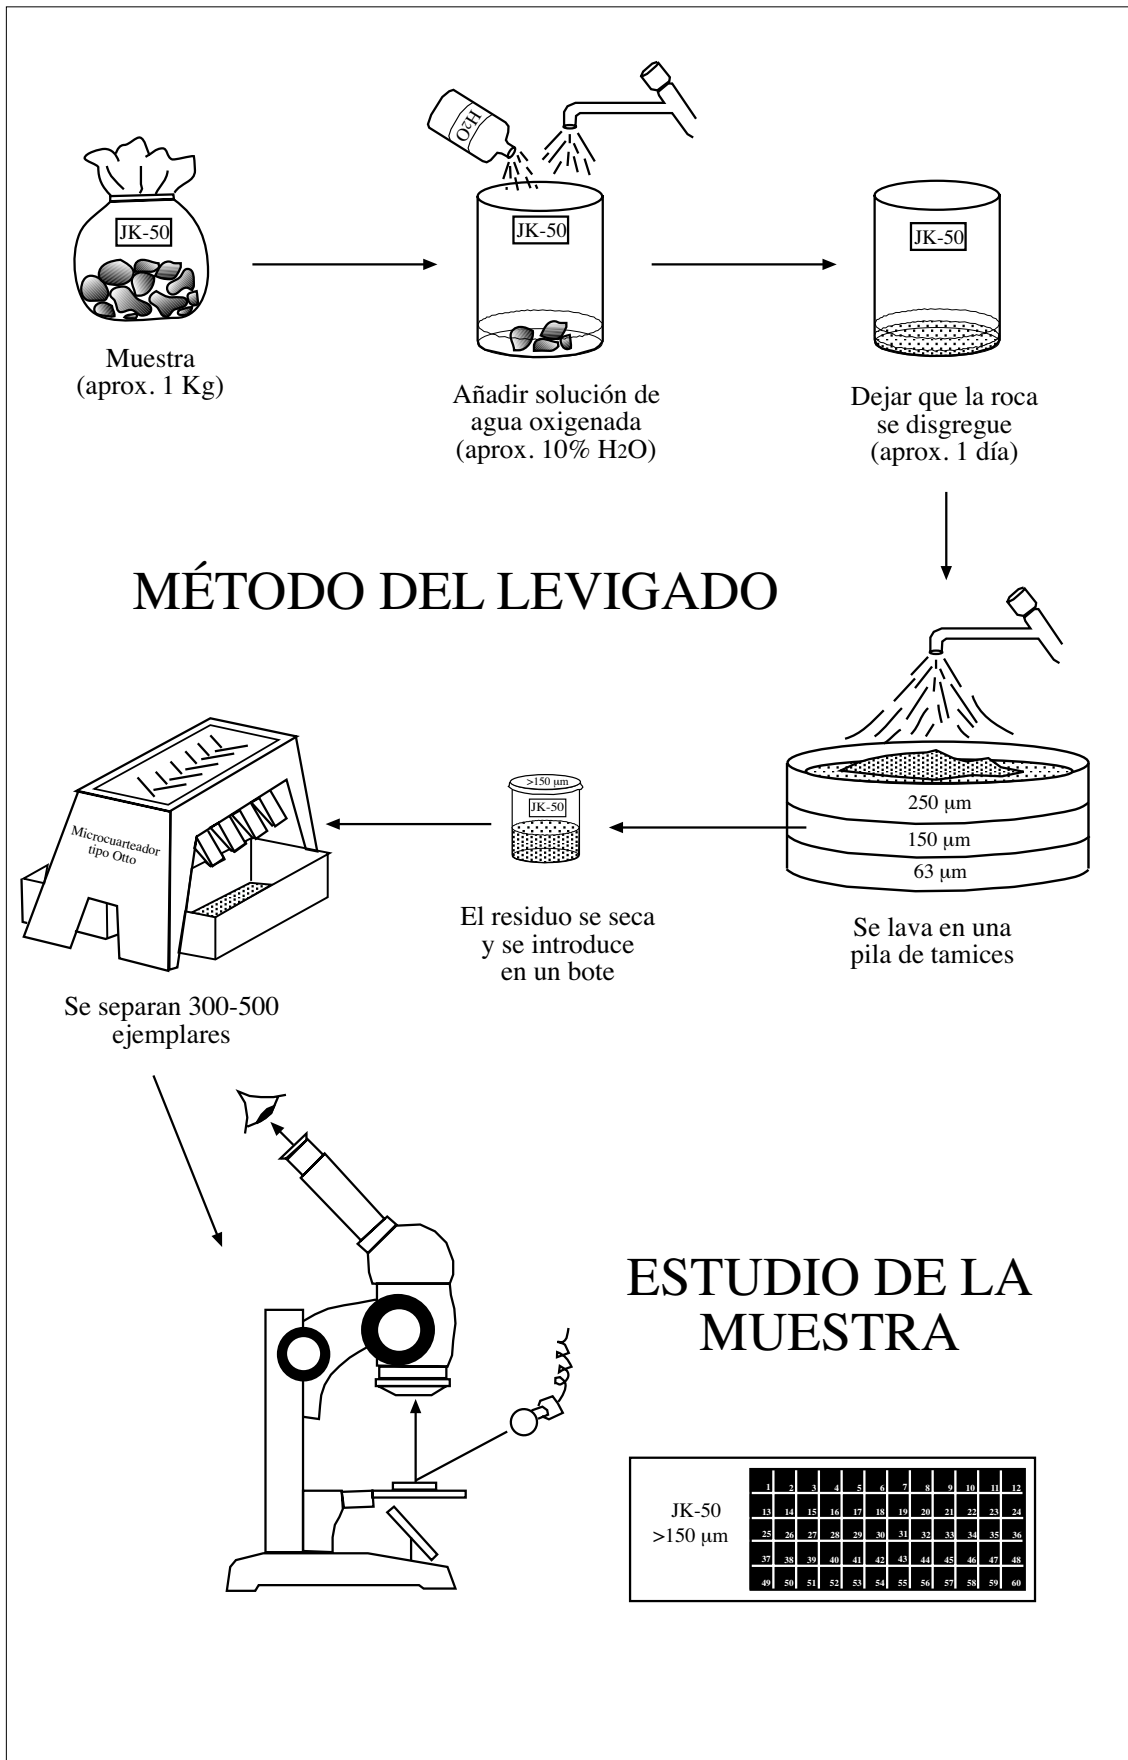 JK-50
Muestra
(aprox. 1 Kg)
H2O
JK-50
Añadir solución de
agua oxigenada
(aprox. 10% H2O)
JK-50
Dejar que la roca
se disgregue
(aprox. 1 día)
MÉTODO DEL LEVIGADO
250 µm
150 µm
63 µm
Se lava en una
pila de tamices
>150 µm
JK-50
El residuo se seca
y se introduce
en un bote
Microcuarteador
tipo Otto
Se separan 300-500
ejemplares
ESTUDIO DE LA
MUESTRA
JK-50
>150 µm
1 2 3 4 5 6 7 8 9 10 11 12
13 14 15 16 17 18 19 20 21 22 23 24
25 26 27 28 29 30 31 32 33 34 35 36
37 38 39 40 41 42 43 44 45 46 47 48
49 50 51 52 53 54 55 56 57 58 59 60